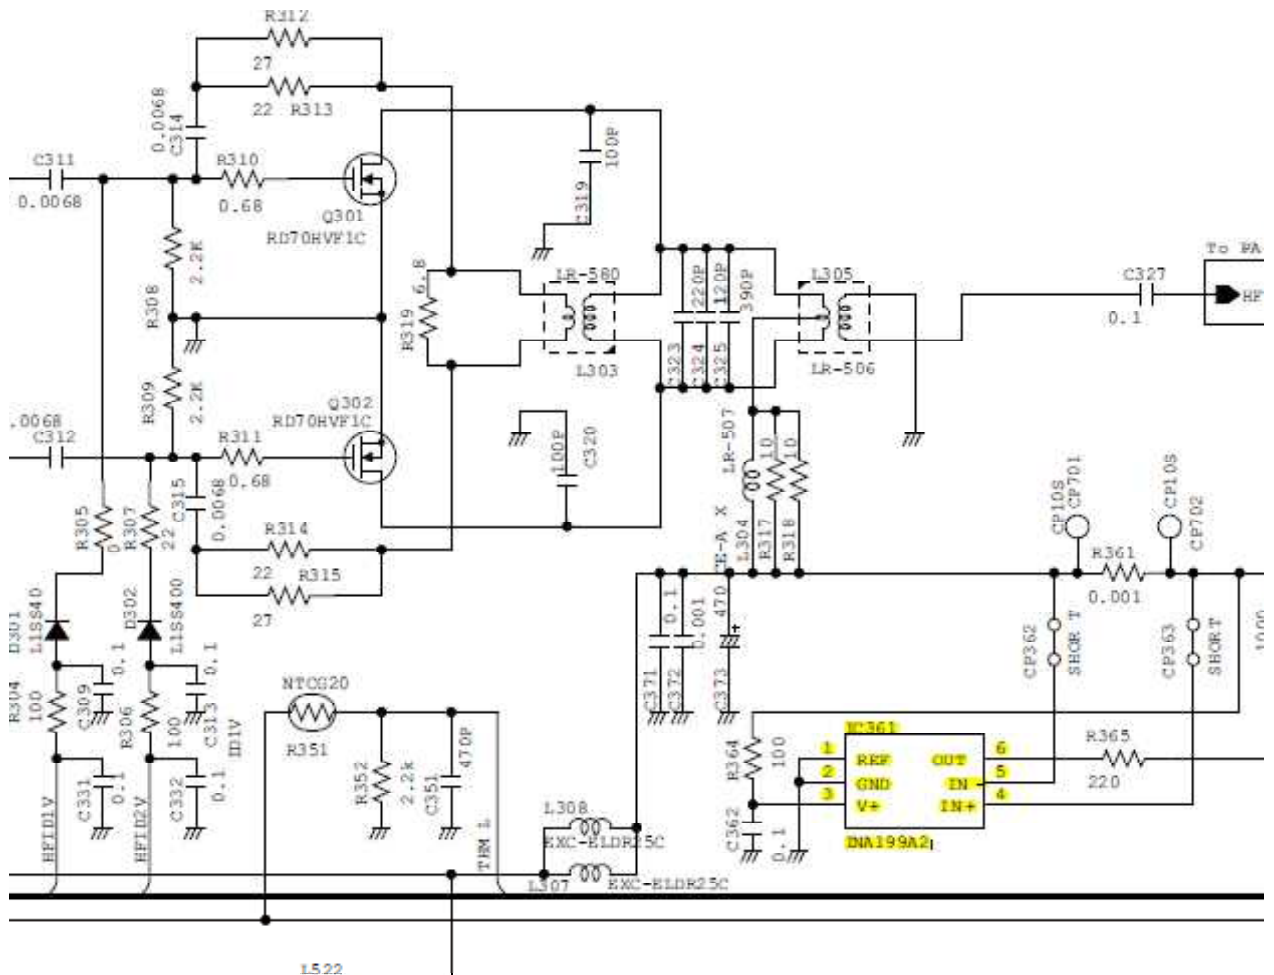 R312
27
22 R313
0.0068
C314
C311
0.0068
R310
0.68
Q301
RD70HVF1C
2.2K
R308
R309
2.2K
100P
C319
6.8
R319
LR-580
L303
220P
120P
390P
C323
C324
C325
L305
LR-506
C327
0.1
To PA-
HF
Q302
RD70HVF1C
.0068
C312
R311
0.68
C315
0.0068
R314
22
R315
27
100P
C320
LR-507
10
10
L304
R317
R318
R305
0
R307
22
D301
L1SS40
D302
L1SS400
R304
100
C309
0.1
R306
100
C313
0.1
ID1V
C331
0.1
C332
0.1
HFID1V
HFID2V
NTCG20
R351
R352
2.2k
C351
470P
THM L
L308
EXC-ELDR25C
L307
EXC-ELDR25C
0.1
0.001
470
CE-A X
C371
C372
C373
CP10S
CP701
CP10S
CP702
R361
0.001
CP362
SHORT
CP363
SHORT
R364
100
C362
0.1
IC361
1 REF OUT 6
2 GND IN- 5
3 V+ IN+ 4
INA199A2
R365
220
L522